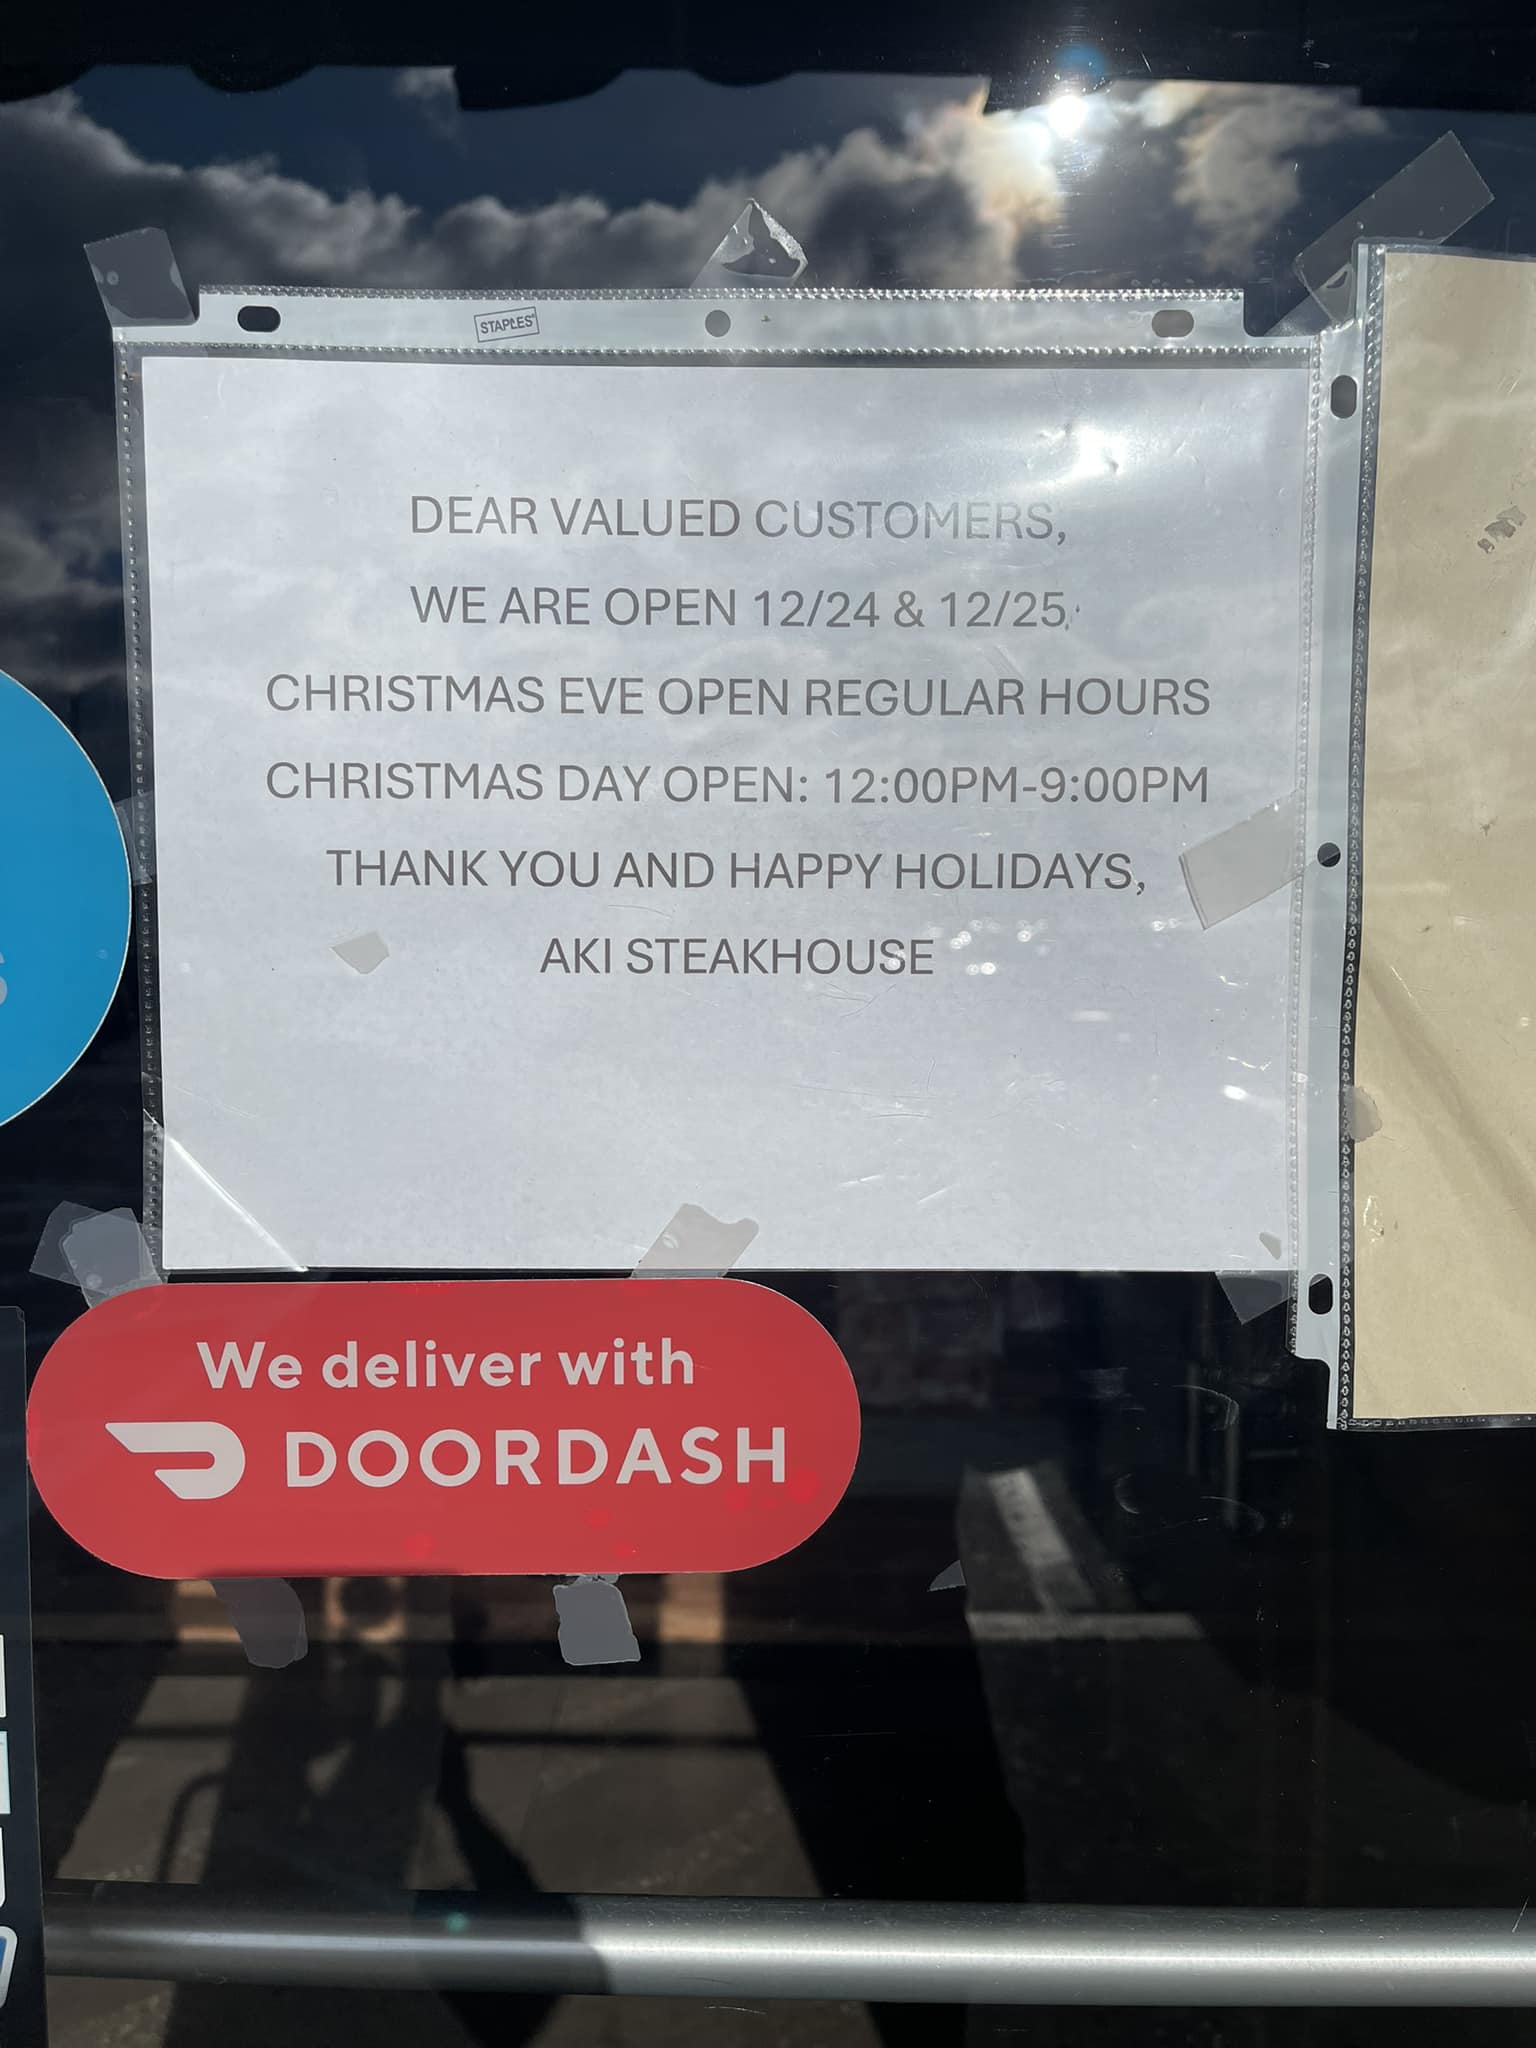 STAPLES
DEAR VALUED CUSTOMERS,
WE ARE OPEN 12/24 & 12/25,
CHRISTMAS EVE OPEN REGULAR HOURS
CHRISTMAS DAY OPEN: 12:00PM-9:00PM
THANK YOU AND HAPPY HOLIDAYS,
AKI STEAKHOUSE
We deliver with
DOORDASH